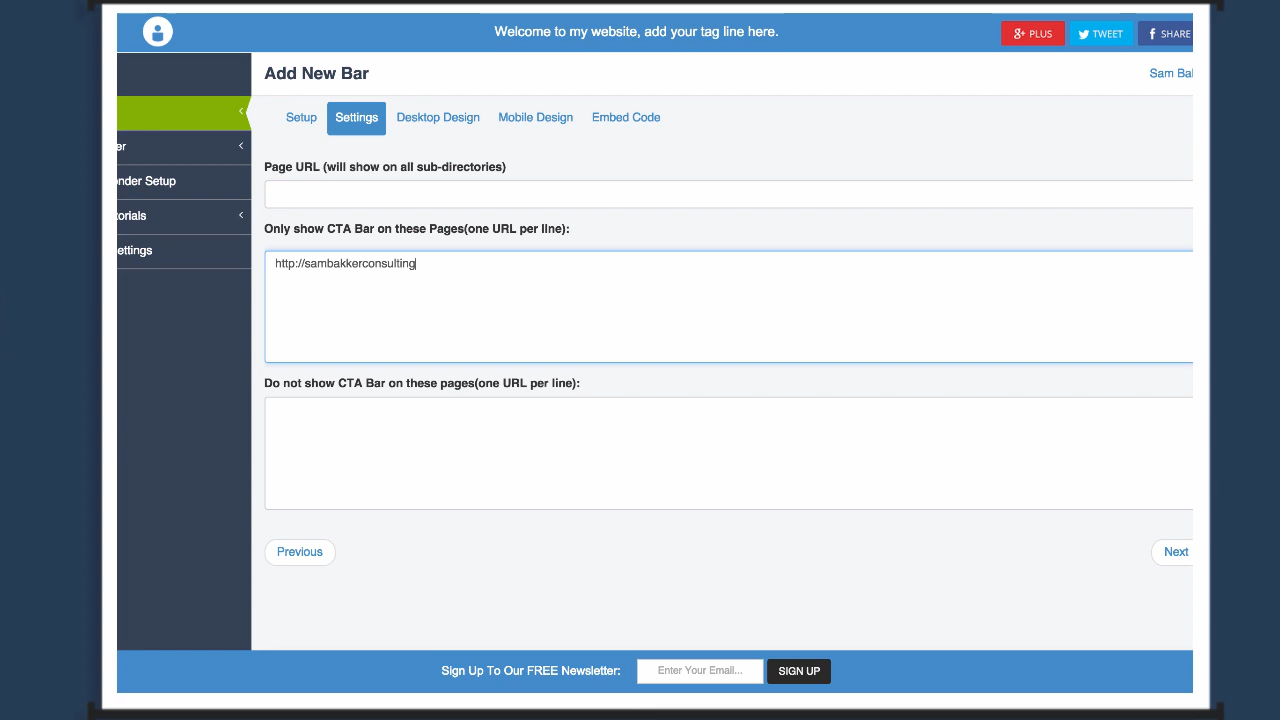 Welcome to my website, add your tag line here.
PLUS
TWEET
SHARE
Add New Bar
Sam Bak
Setup
Settings
Desktop Design
Mobile Design
Embed Code
er
onder Setup
torials
ettings
Page URL (will show on all sub-directories)
Only show CTA Bar on these Pages(one URL per line):
http://sambakkerconsulting
Do not show CTA Bar on these pages(one URL per line):
Previous
Next
Sign Up To Our FREE Newsletter:
Enter Your Email...
SIGN UP